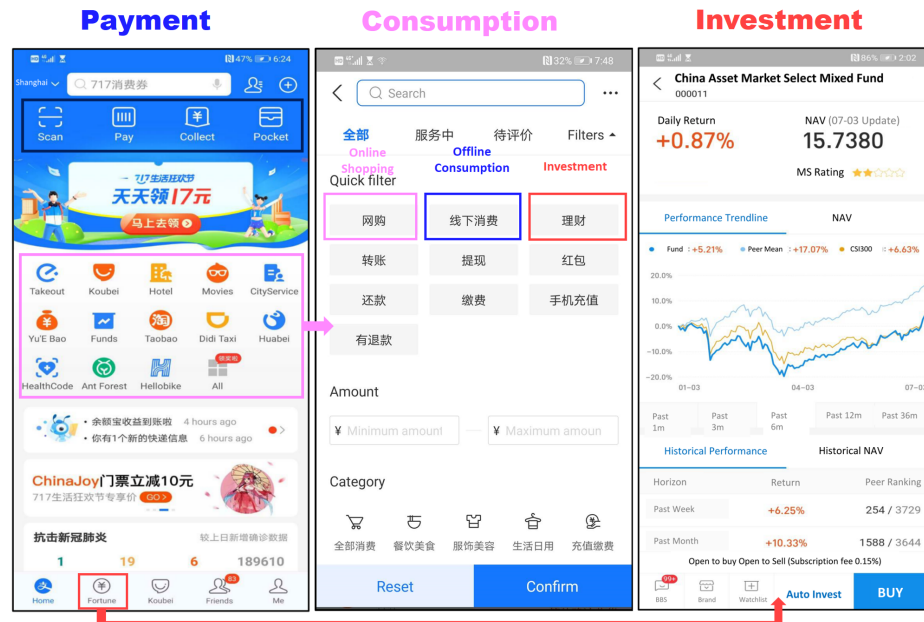 Payment
Consumption
Investment
HD 47% 6:24
Shanghai 717消费券
Scan Pay Collect Pocket
717生活狂欢节
天天领17元
马上去领
Takeout Koubei Hotel Movies CityService
Yu'E Bao Funds Taobao Didi Taxi Huabei
淘
领奖啦
HealthCode Ant Forest Hellobike All
· 余额宝收益到账啦 4 hours ago
· 你有1个新的快递信息 6 hours ago
ChinaJoy门票立减10元
717生活狂欢节专享价 GO>
抗击新冠肺炎 较上日新增确诊数据
1 19 6 189610
83
Home Fortune Koubei Friends Me
HD 32% 7:48
Search
全部 服务中 待评价 Filters
Online Shopping
Offline Consumption
Investment
Quick filter
网购 线下消费 理财
转账 提现 红包
还款 缴费 手机充值
有退款
Amount
¥ Minimum amount — ¥ Maximum amoun
Category
全部消费 餐饮美食 服饰美容 生活日用 充值缴费
Reset Confirm
HD 86% 2:02
China Asset Market Select Mixed Fund
000011
Daily Return NAV (07-03 Update)
+0.87% 15.7380
MS Rating
Performance Trendline NAV
Fund : +5.21% Peer Mean : +17.07% CSI300 : +6.63%
20.0%
10.0%
0.0%
-10.0%
-20.0%
01-03 04-03 07-0
Past 1m Past 3m Past 6m Past 12m Past 36m
Historical Performance Historical NAV
Horizon Return Peer Ranking
Past Week +6.25% 254 / 3729
Past Month +10.33% 1588 / 3644
Open to buy Open to Sell (Subscription fee 0.15%)
99+
BBS Brand Watchlist Auto Invest BUY